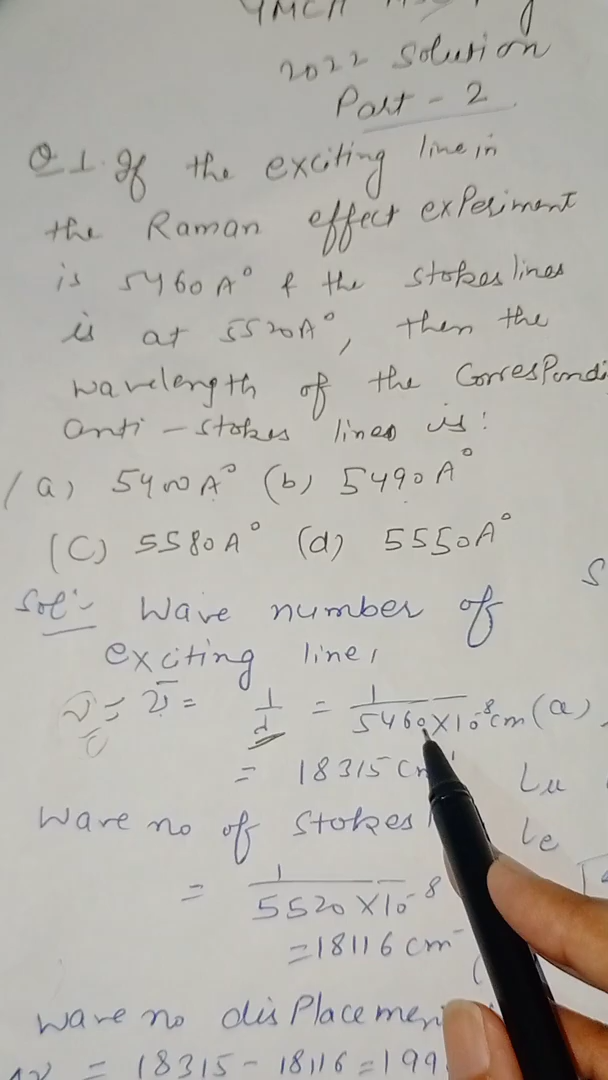 YMCA
2022 Solution
Part - 2
Q 1. If the exciting line in
the Raman effect experiment
is 5460A° & the stokes lines
is at 5520A°, then the
wavelength of the Correspondi
anti-stokes lines is:
(a) 5400A° (b) 5490A°
(C) 5580A° (d) 5550A°
Sol:- Wave number of
exciting line,
ν̄ = 1/λ = 1/5460×10⁻⁸cm (a)
= 18315 cm⁻¹
Wave no of stokes
= 1/5520×10⁻⁸
= 18116 cm⁻
Wave no displacemen
= 18315 - 18116 = 199
S
Lu
Le